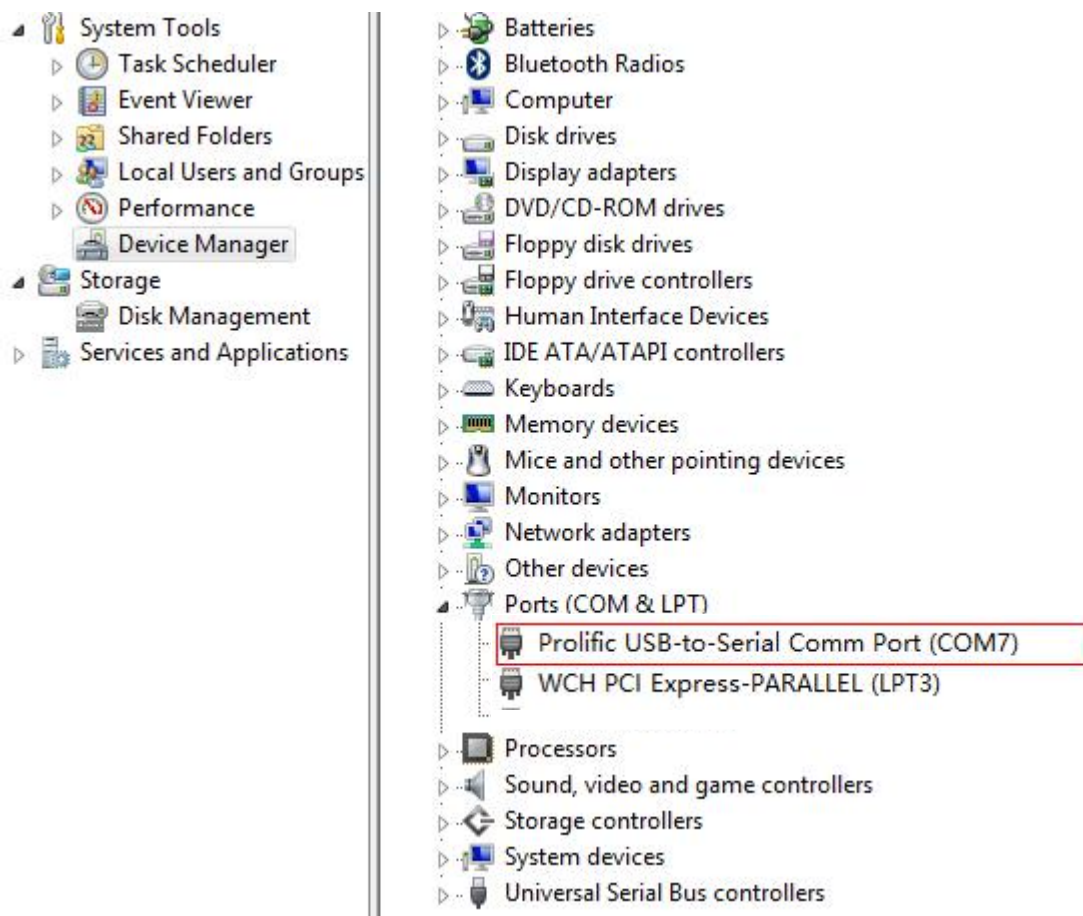 System Tools
Task Scheduler
Event Viewer
Shared Folders
Local Users and Groups
Performance
Device Manager
Storage
Disk Management
Services and Applications
Batteries
Bluetooth Radios
Computer
Disk drives
Display adapters
DVD/CD-ROM drives
Floppy disk drives
Floppy drive controllers
Human Interface Devices
IDE ATA/ATAPI controllers
Keyboards
Memory devices
Mice and other pointing devices
Monitors
Network adapters
Other devices
Ports (COM & LPT)
Prolific USB-to-Serial Comm Port (COM7)
WCH PCI Express-PARALLEL (LPT3)
Processors
Sound, video and game controllers
Storage controllers
System devices
Universal Serial Bus controllers